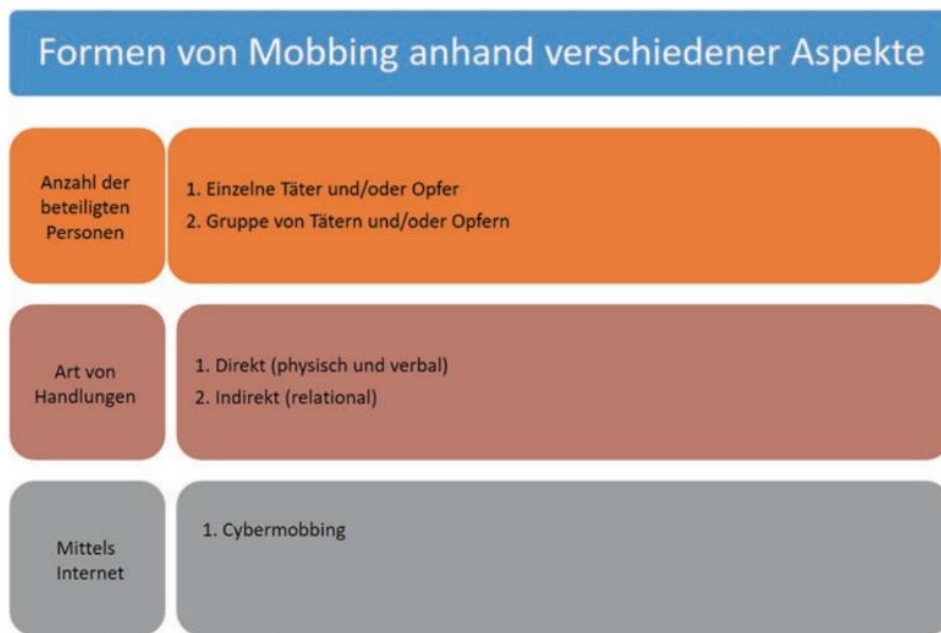 Formen von Mobbing anhand verschiedener Aspekte
Anzahl der
beteiligten
Personen
1. Einzelne Täter und/oder Opfer
2. Gruppe von Tätern und/oder Opfern
Art von
Handlungen
1. Direkt (physisch und verbal)
2. Indirekt (relational)
Mittels
Internet
1. Cybermobbing